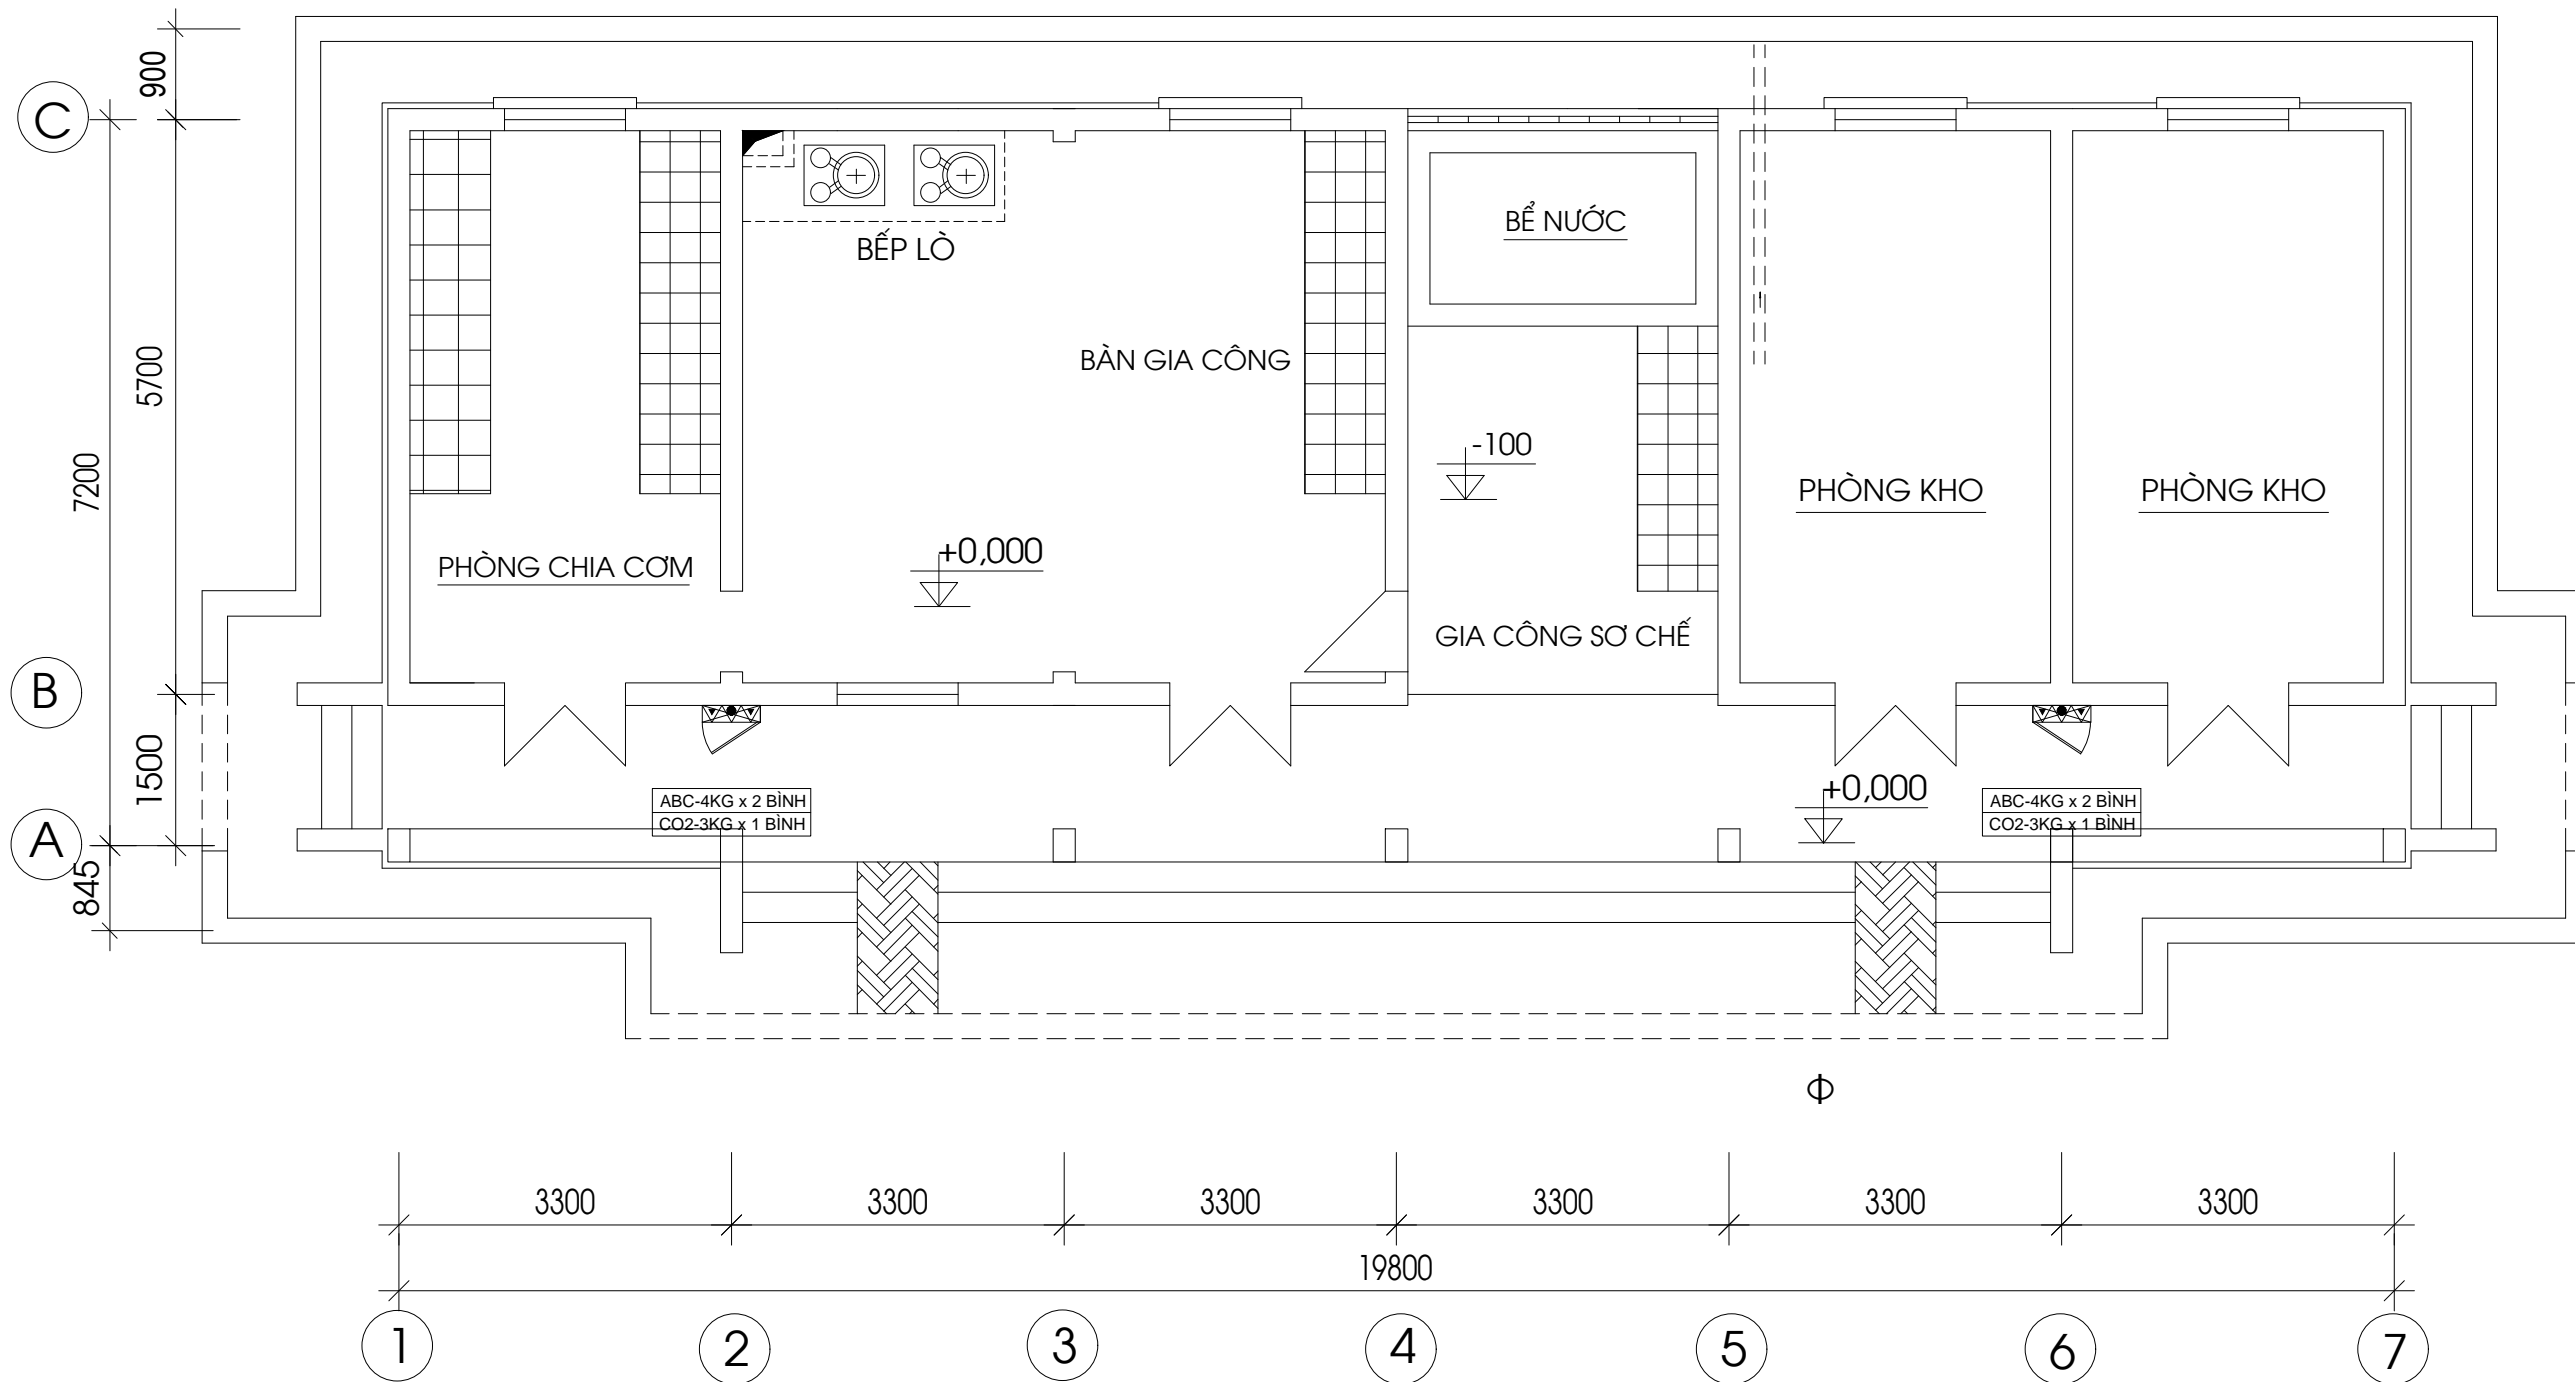 900
C
BỂ NƯỚC
BẾP LÒ
BÀN GIA CÔNG
5700
-100
7200
PHÒNG KHO
PHÒNG KHO
+0,000
PHÒNG CHIA CƠM
GIA CÔNG SƠ CHẾ
B
1500
+0,000
ABC-4KG x 2 BÌNH
CO2-3KG x 1 BÌNH
ABC-4KG x 2 BÌNH
CO2-3KG x 1 BÌNH
A
845
Φ
3300
3300
3300
3300
3300
3300
19800
1
2
3
4
5
6
7